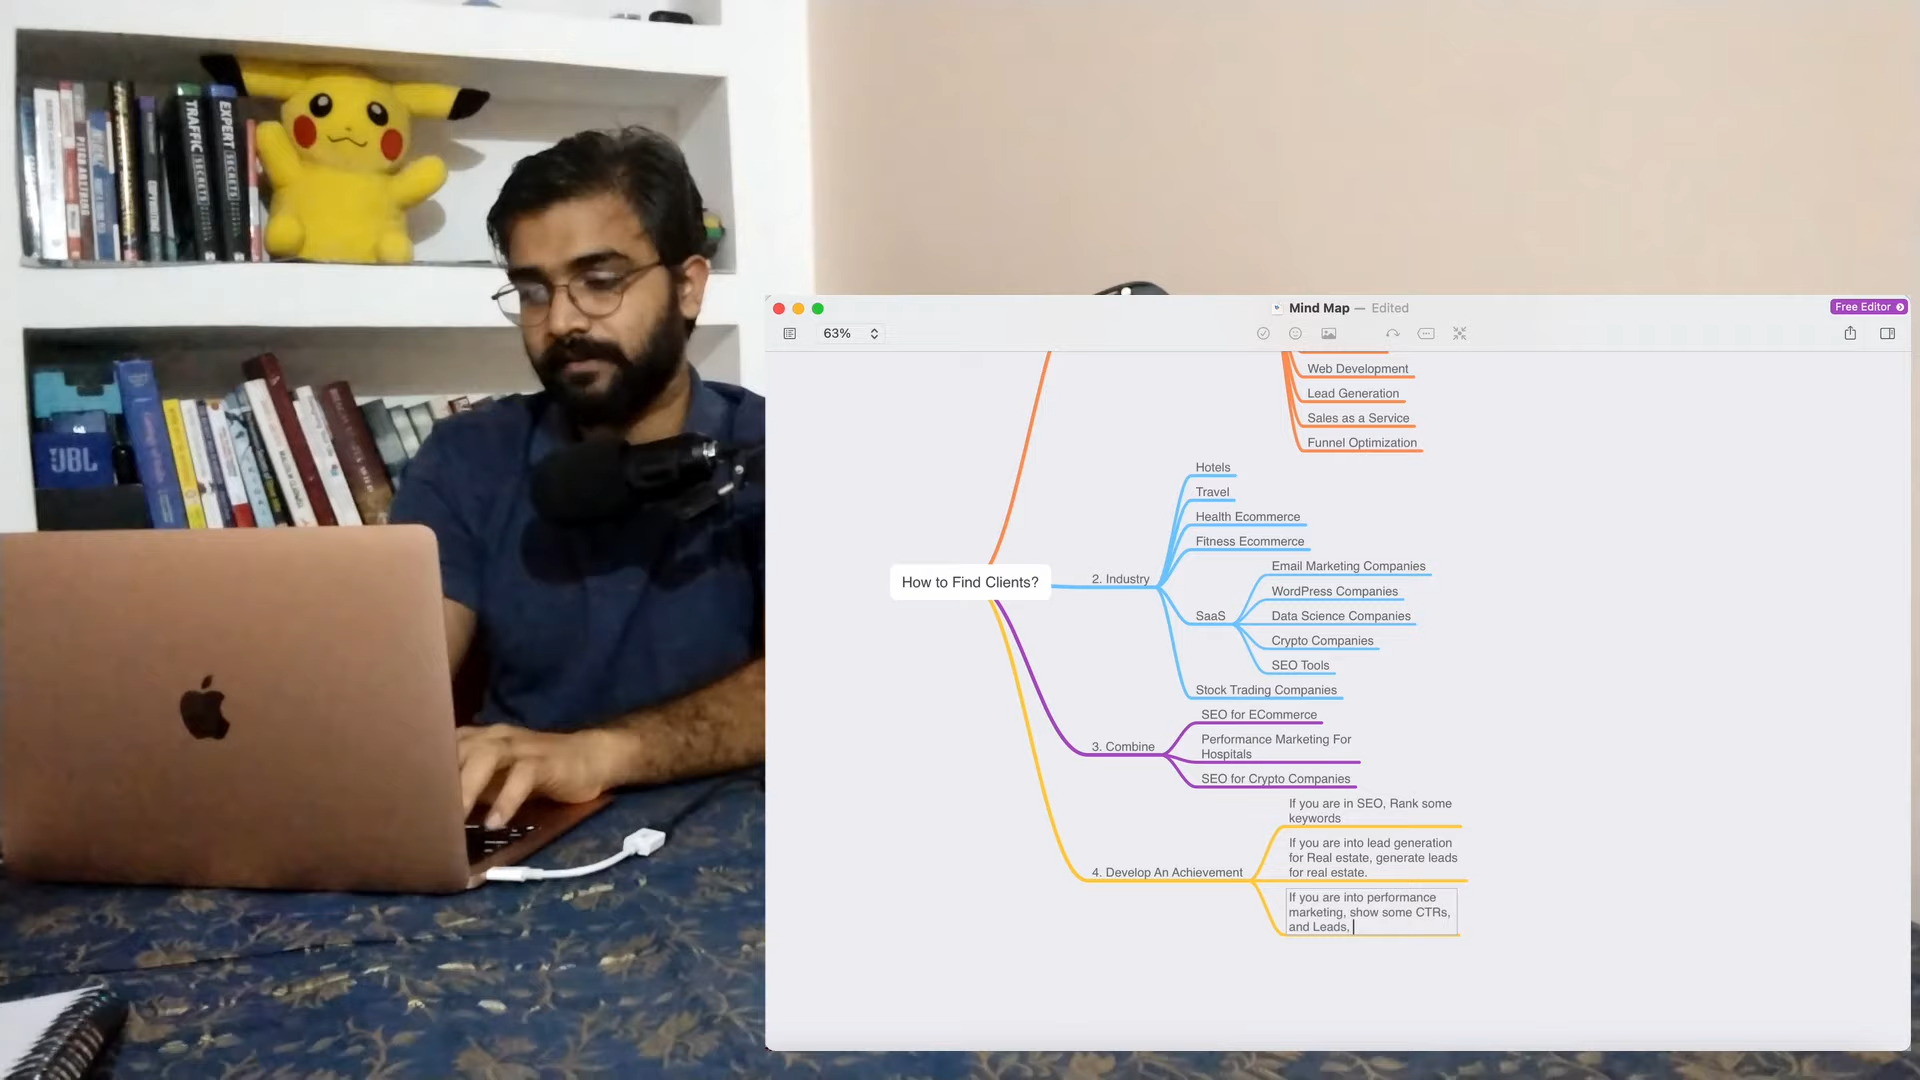 TRAFFIC SECRETS
EXPERT SECRETS
JBL
Mind Map — Edited
Free Editor
63%
Web Development
Lead Generation
Sales as a Service
Funnel Optimization
Hotels
Travel
Health Ecommerce
Fitness Ecommerce
Email Marketing Companies
How to Find Clients?
2. Industry
WordPress Companies
SaaS
Data Science Companies
Crypto Companies
SEO Tools
Stock Trading Companies
SEO for ECommerce
3. Combine
Performance Marketing For
Hospitals
SEO for Crypto Companies
If you are in SEO, Rank some
keywords
If you are into lead generation
for Real estate, generate leads
for real estate.
4. Develop An Achievement
If you are into performance
marketing, show some CTRs,
and Leads,